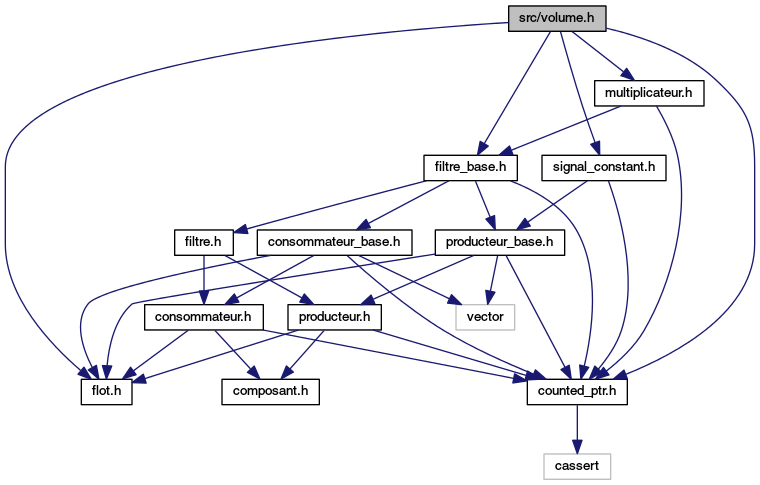 src/volume.h
multiplicateur.h
filtre_base.h
signal_constant.h
filtre.h
consommateur_base.h
producteur_base.h
consommateur.h
producteur.h
vector
flot.h
composant.h
counted_ptr.h
cassert